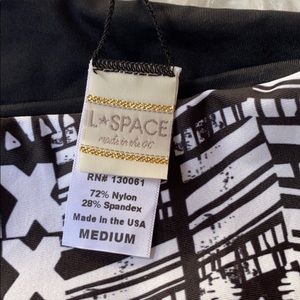 L★SPACE
made in the OC
RN# 130061
72% Nylon
28% Spandex
Made in the USA
MEDIUM